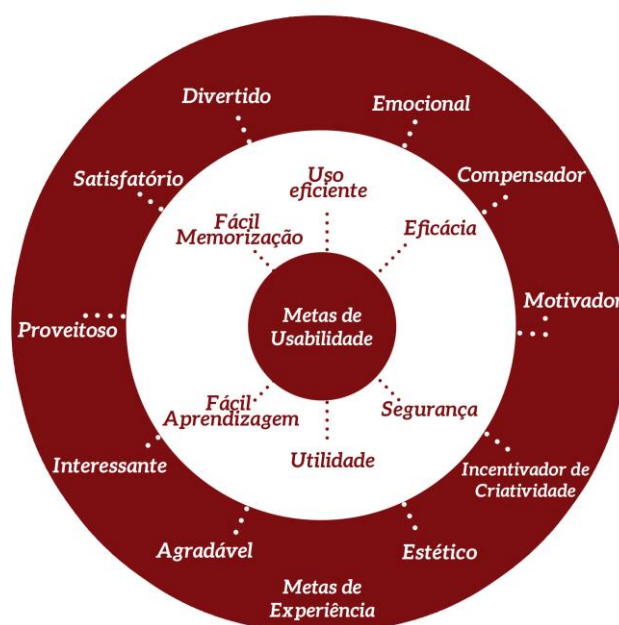 Divertido
Emocional
Satisfatório
Uso
eficiente
Compensador
Fácil
Memorização
Eficácia
Proveitoso
Metas de
Usabilidade
Motivador
Fácil
Aprendizagem
Segurança
Interessante
Utilidade
Incentivador de
Criatividade
Agradável
Estético
Metas de
Experiência